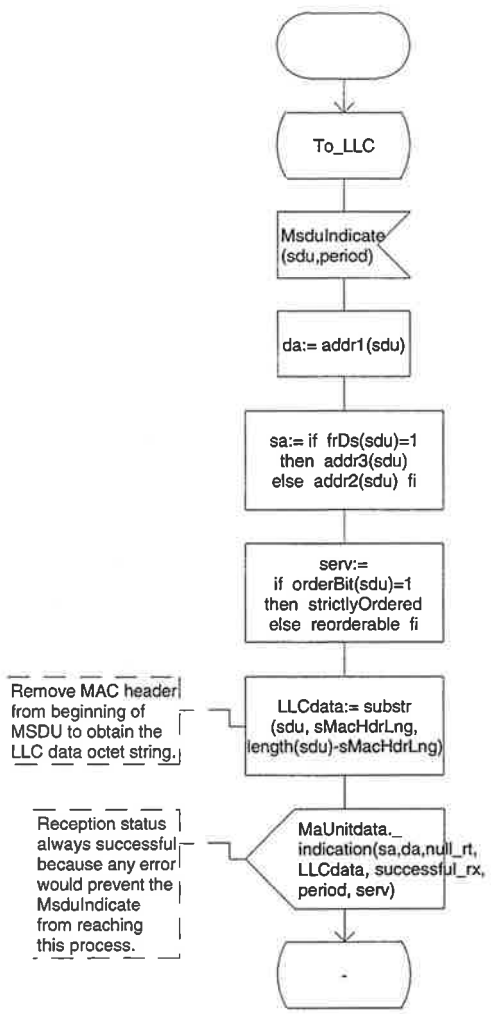 To_LLC
MsduIndicate
(sdu,period)
da:= addr1(sdu)
sa:= if frDs(sdu)=1
then addr3(sdu)
else addr2(sdu) fi
serv:=
if orderBit(sdu)=1
then strictlyOrdered
else reorderable fi
Remove MAC header
from beginning of
MSDU to obtain the
LLC data octet string.
LLCdata:= substr
(sdu, sMacHdrLng,
length(sdu)-sMacHdrLng)
Reception status
always successful
because any error
would prevent the
MsduIndicate
from reaching
this process.
MaUnitdata._
indication(sa,da,null_rt,
LLCdata, successful_rx,
period, serv)
-